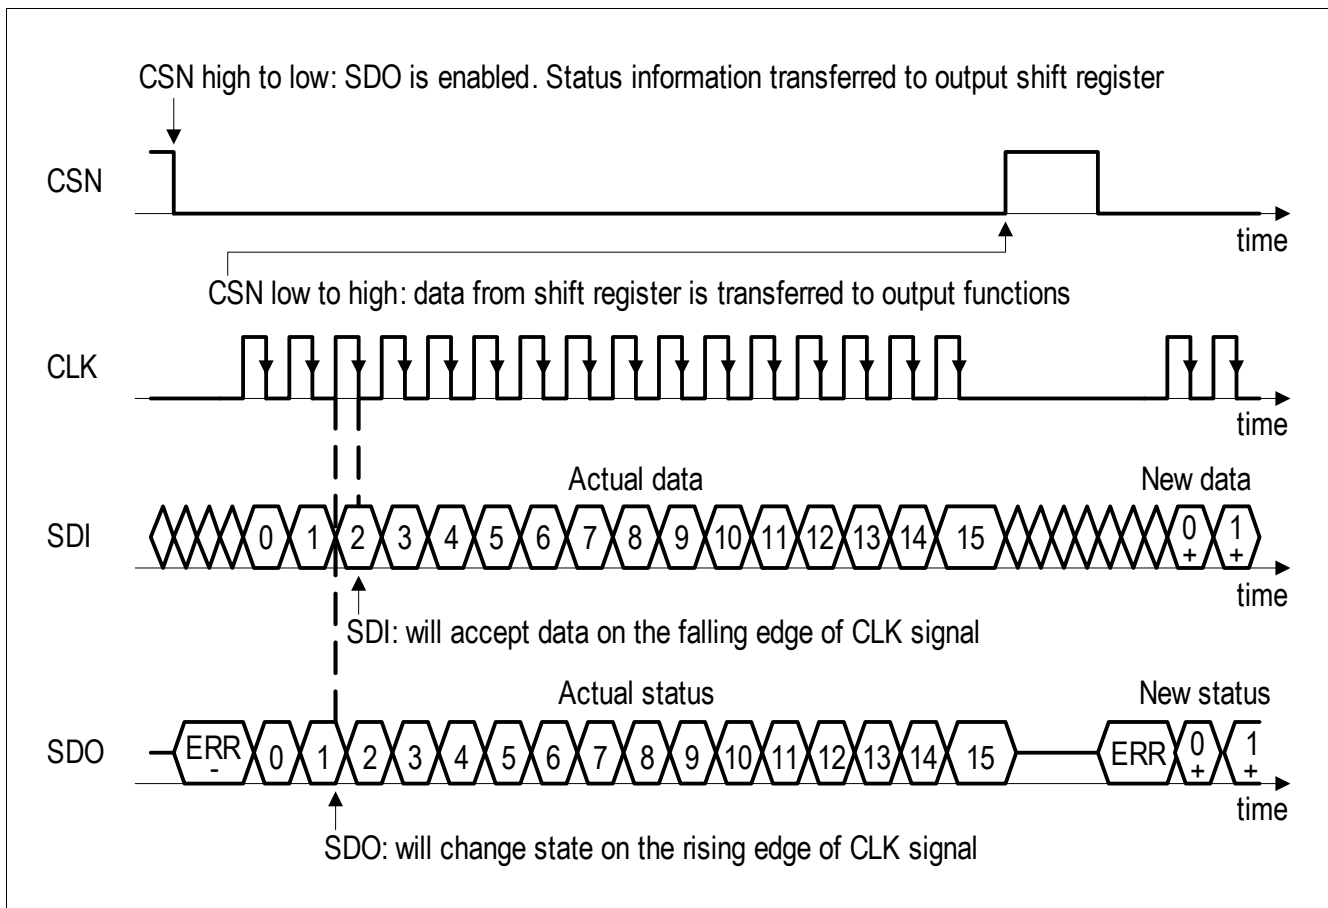 CSN high to low: SDO is enabled. Status information transferred to output shift register
CSN
time
CSN low to high: data from shift register is transferred to output functions
CLK
time
Actual data
New data
SDI
0 1 2 3 4 5 6 7 8 9 10 11 12 13 14 15 0+ 1+
time
SDI: will accept data on the falling edge of CLK signal
Actual status
New status
SDO
ERR- 0 1 2 3 4 5 6 7 8 9 10 11 12 13 14 15 ERR 0+ 1+
time
SDO: will change state on the rising edge of CLK signal